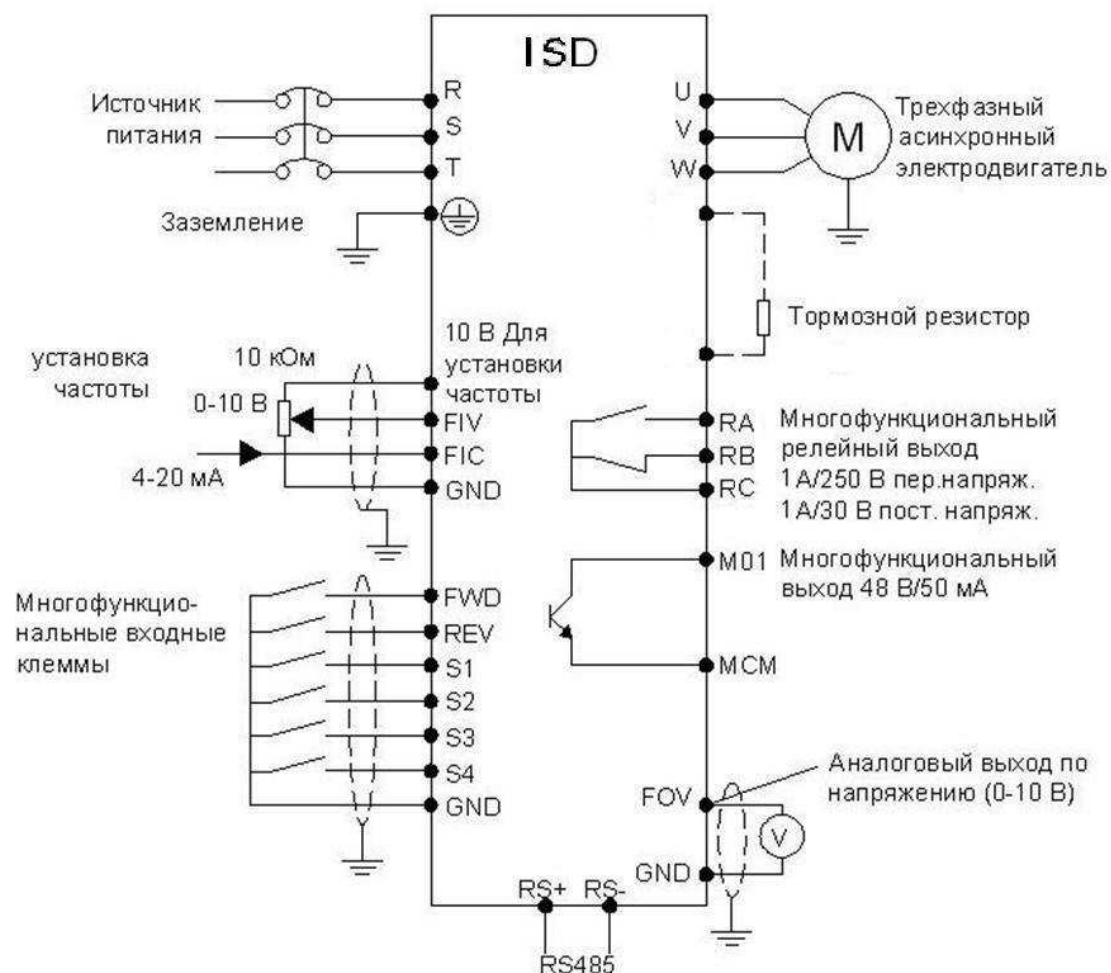 ISD
Источник
питания
R
S
T
Заземление
U
V
W
M
Трехфазный
асинхронный
электродвигатель
Тормозной резистор
установка
частоты
10 кОм
0-10 В
4-20 мА
10 В Для
установки
частоты
FIV
FIC
GND
RA
RB
RC
Многофункциональный
релейный выход
1А/250 В пер.напряж.
1А/30 В пост. напряж.
M01
Многофункциональный
выход 48 В/50 мА
MCM
Многофункцио-
нальные входные
клеммы
FWD
REV
S1
S2
S3
S4
GND
Аналоговый выход по
напряжению (0-10 В)
FOV
V
GND
RS+ RS-
RS485